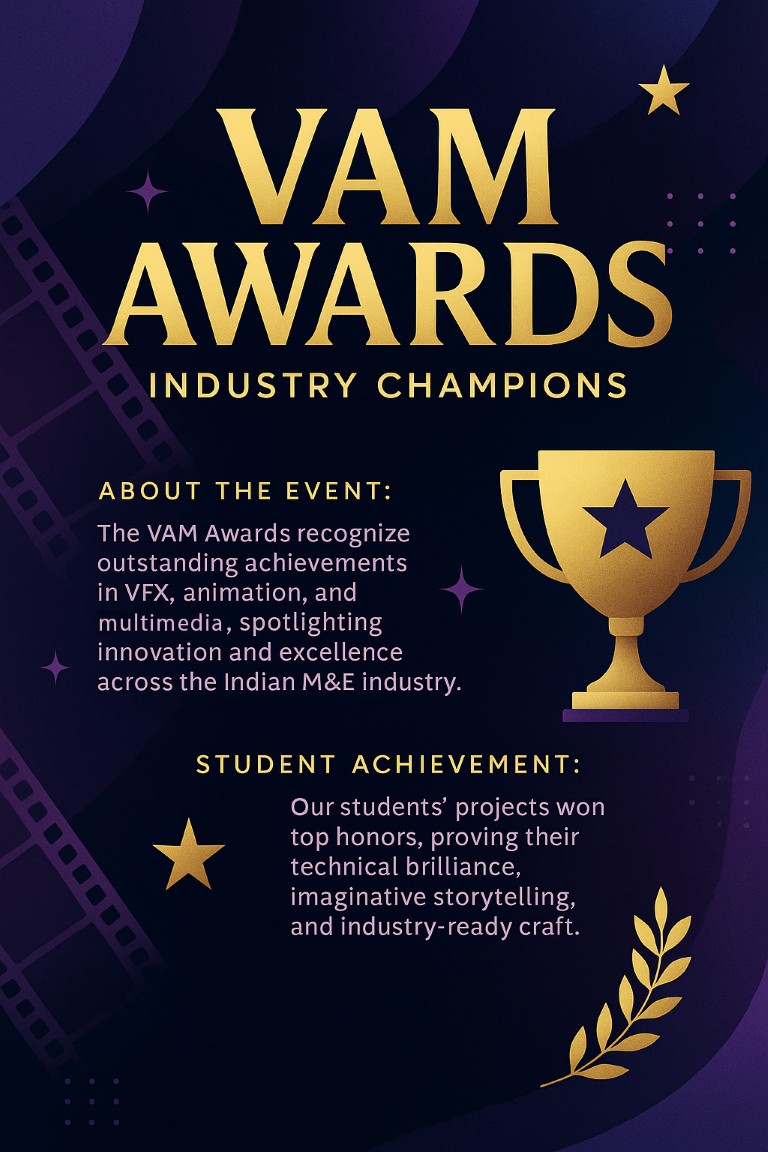 VAM
AWARDS
INDUSTRY CHAMPIONS
ABOUT THE EVENT:
The VAM Awards recognize
outstanding achievements
in VFX, animation, and
multimedia, spotlighting
innovation and excellence
across the Indian M&E industry.
STUDENT ACHIEVEMENT:
Our students’ projects won
top honors, proving their
technical brilliance,
imaginative storytelling,
and industry-ready craft.